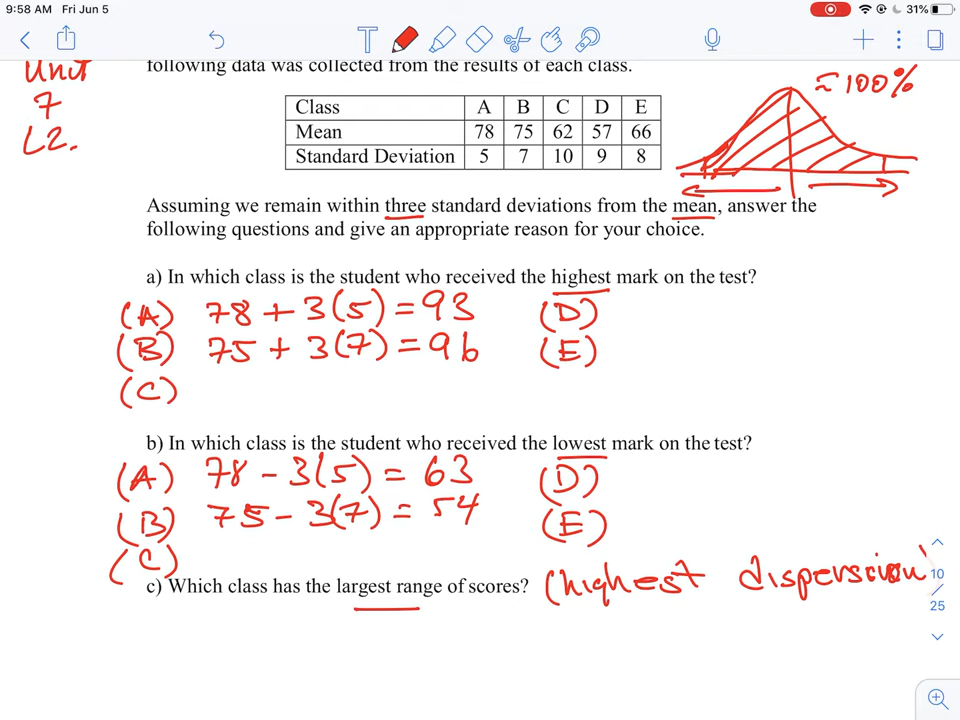 9:58 AM Fri Jun 5
31%
T
Unit
7
L2.
following data was collected from the results of each class.
≈100%
Class A B C D E
Mean 78 75 62 57 66
Standard Deviation 5 7 10 9 8
Assuming we remain within three standard deviations from the mean, answer the
following questions and give an appropriate reason for your choice.
a) In which class is the student who received the highest mark on the test?
(A) 78 + 3(5) = 93 (D)
(B) 75 + 3(7) = 96 (E)
(C)
b) In which class is the student who received the lowest mark on the test?
(A) 78 - 3(5) = 63 (D)
(B) 75 - 3(7) = 54 (E)
(C)
c) Which class has the largest range of scores? (highest dispersion)
10
/
25